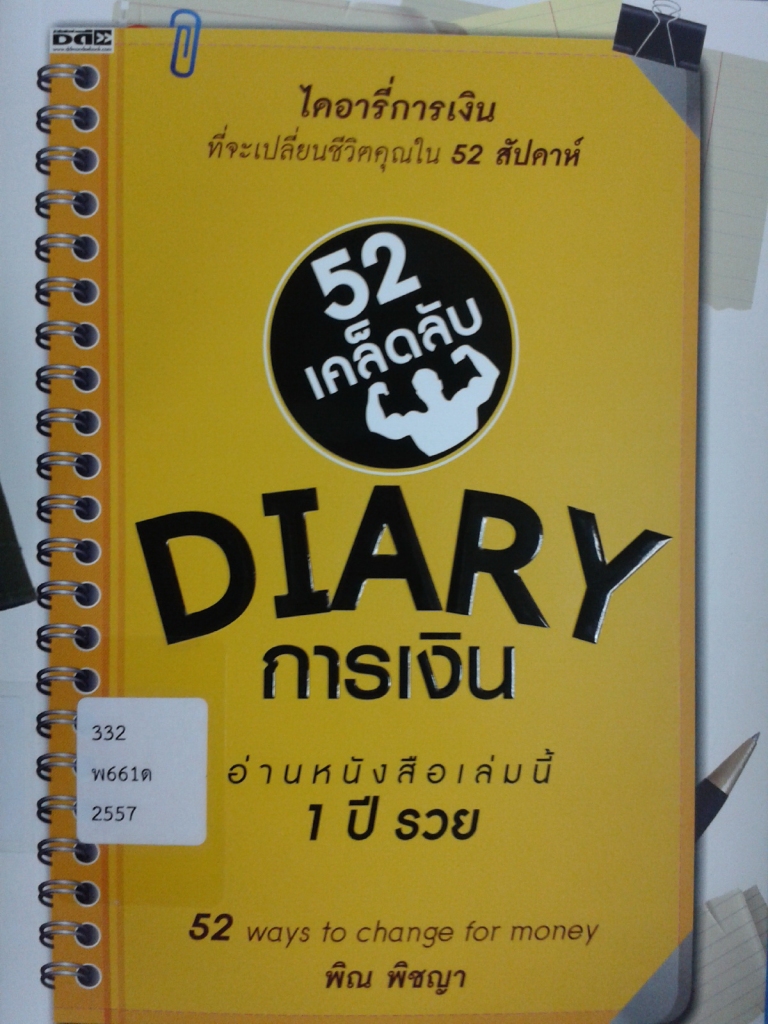 ไดอารี่การเงิน
ที่จะเปลี่ยนชีวิตคุณใน 52 สัปดาห์
52
เคล็ดลับ
DIARY
การเงิน
332
พ661ด
2557
อ่านหนังสือเล่มนี้
1 ปี รวย
52 ways to change for money
พิณ พิชญา